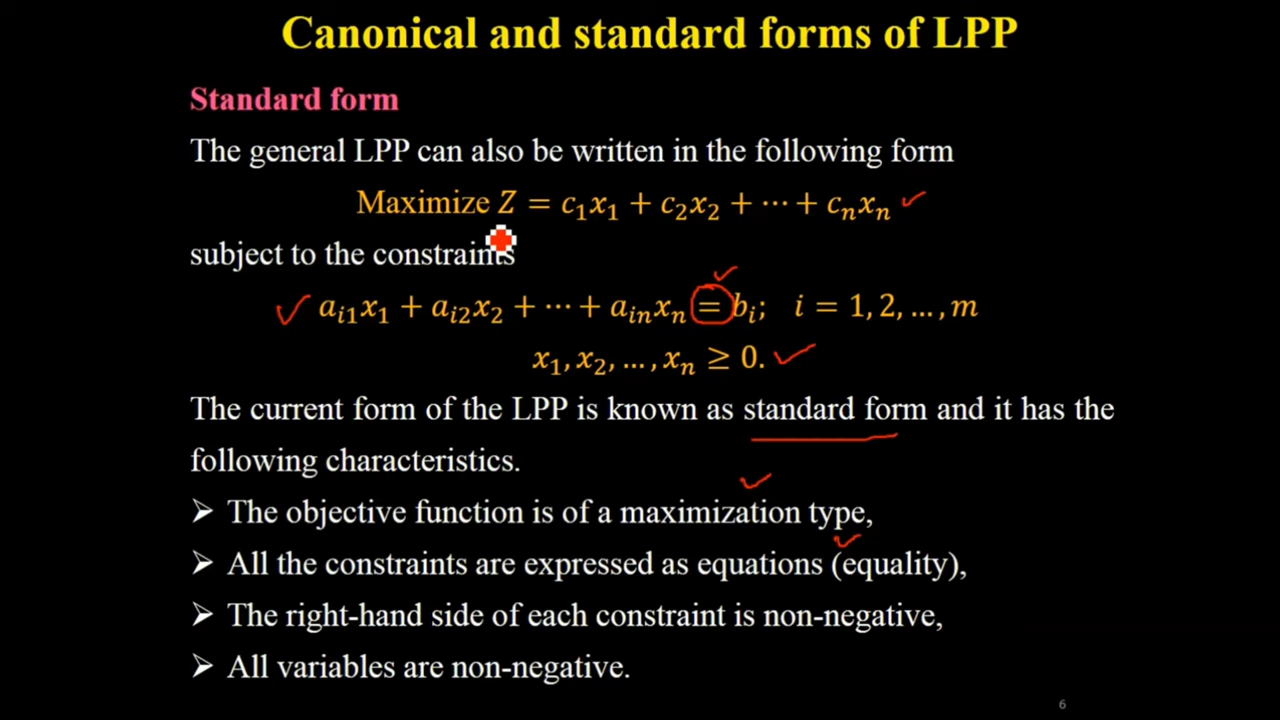 Canonical and standard forms of LPP
Standard form
The general LPP can also be written in the following form
Maximize Z = c₁x₁ + c₂x₂ + ⋯ + cₙxₙ
subject to the constraints
aᵢ₁x₁ + aᵢ₂x₂ + ⋯ + aᵢₙxₙ = bᵢ; i = 1, 2, …, m
x₁, x₂, …, xₙ ≥ 0.
The current form of the LPP is known as standard form and it has the
following characteristics.
➢ The objective function is of a maximization type,
➢ All the constraints are expressed as equations (equality),
➢ The right-hand side of each constraint is non-negative,
➢ All variables are non-negative.
6